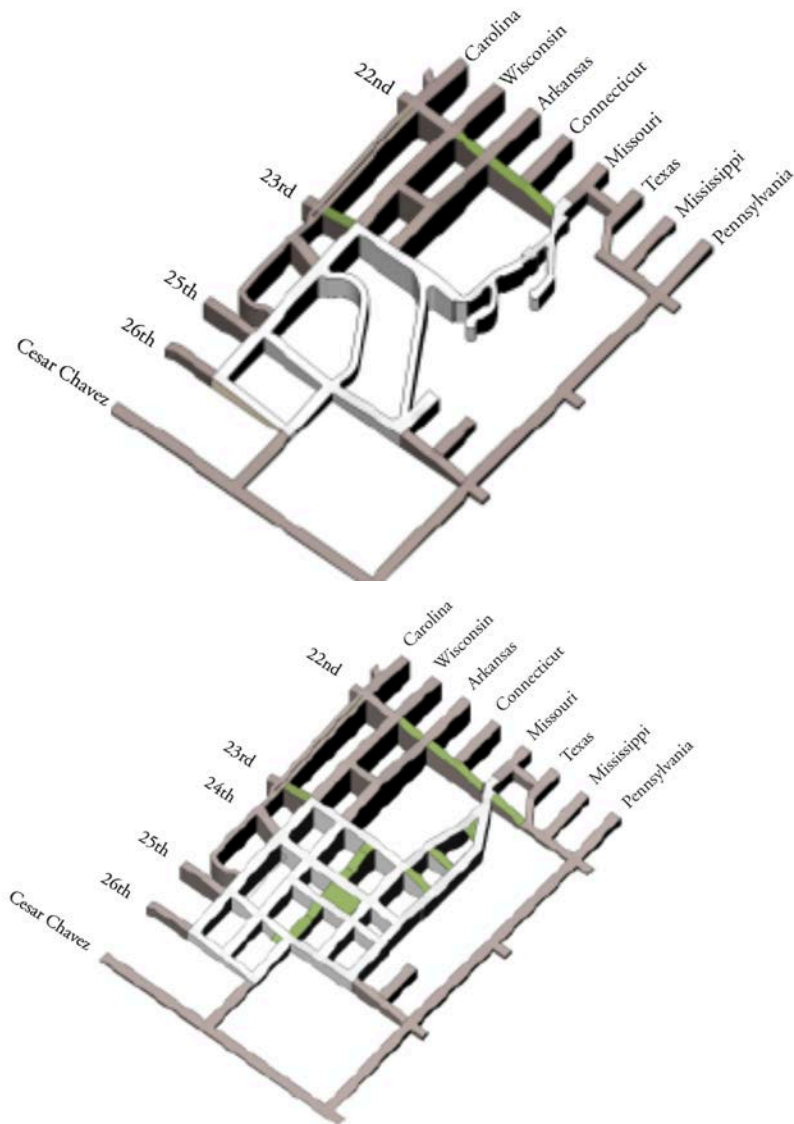 Carolina
Wisconsin
Arkansas
Connecticut
Missouri
Texas
Mississippi
Pennsylvania
22nd
23rd
25th
26th
Cesar Chavez
Carolina
Wisconsin
Arkansas
Connecticut
Missouri
Texas
Mississippi
Pennsylvania
22nd
23rd
24th
25th
26th
Cesar Chavez